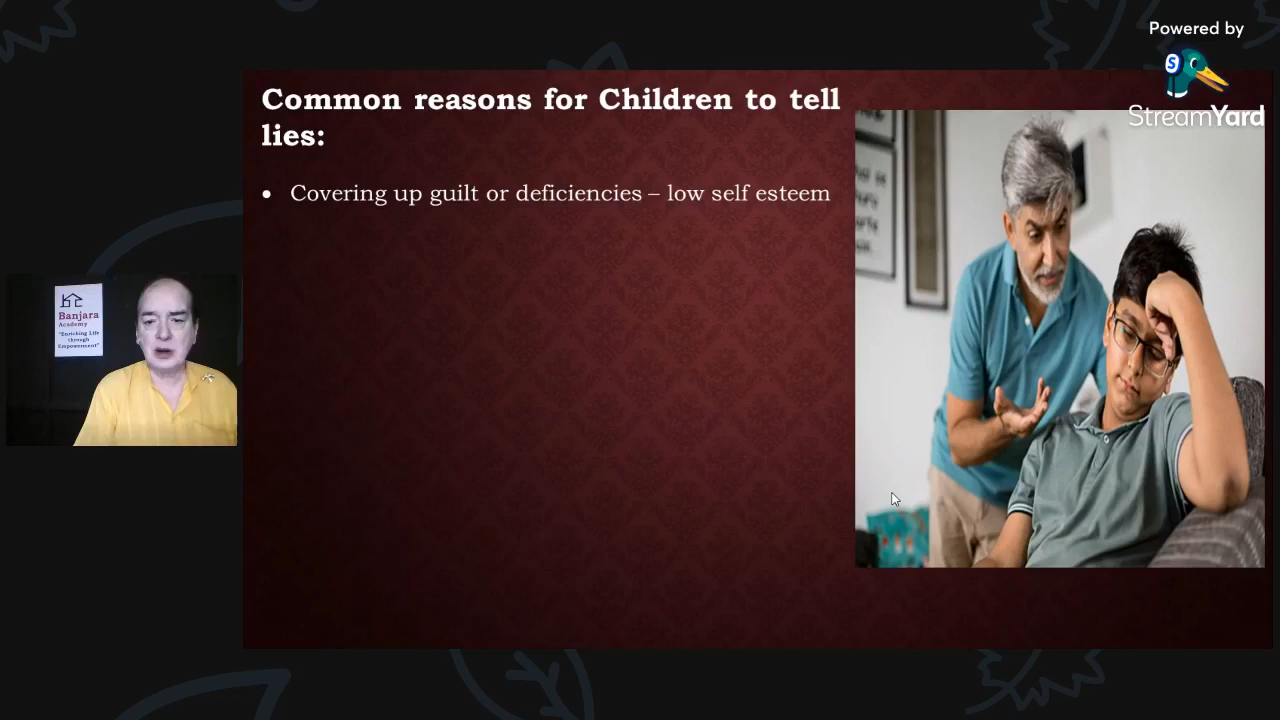 Powered by
StreamYard
Common reasons for Children to tell
lies:
• Covering up guilt or deficiencies – low self esteem
Banjara
Academy
"Enriching Life
through
Empowerment"